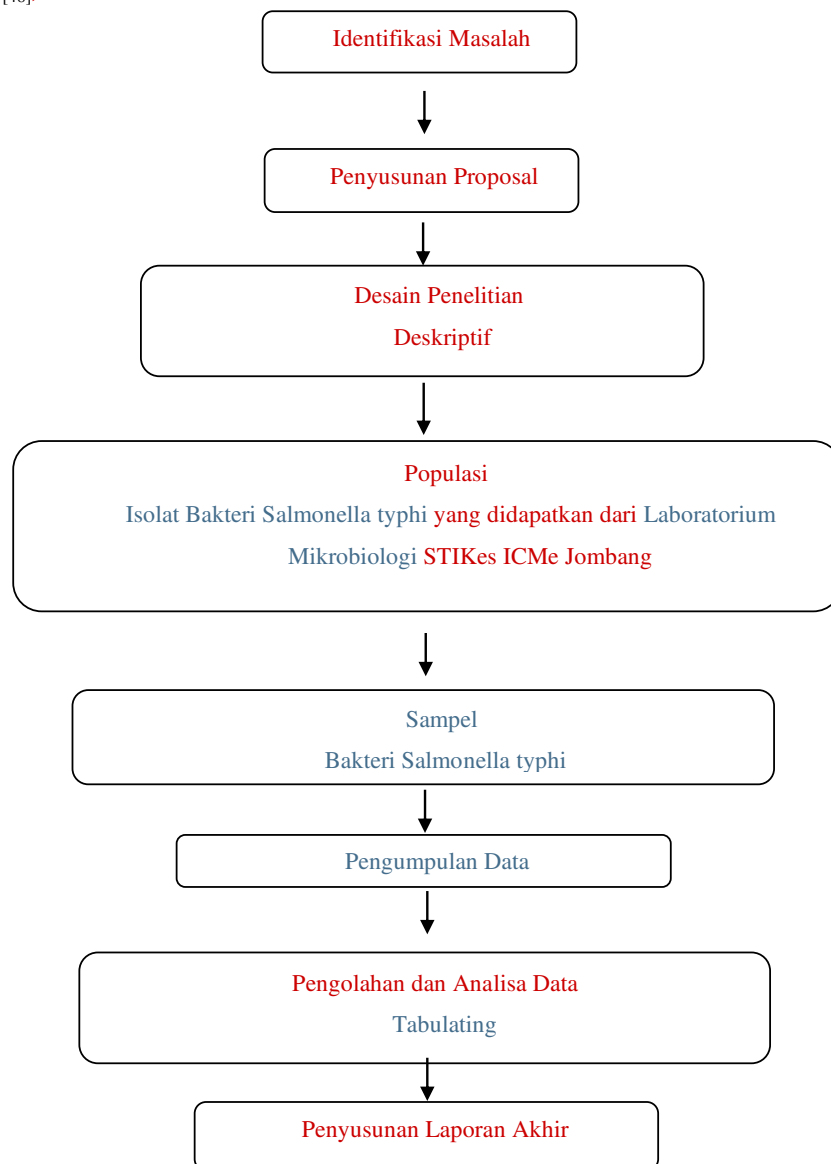 Identifikasi Masalah
Penyusunan Proposal
Desain Penelitian
Deskriptif
Populasi
Isolat Bakteri Salmonella typhi yang didapatkan dari Laboratorium
Mikrobiologi STIKes ICMe Jombang
Sampel
Bakteri Salmonella typhi
Pengumpulan Data
Pengolahan dan Analisa Data
Tabulating
Penyusunan Laporan Akhir